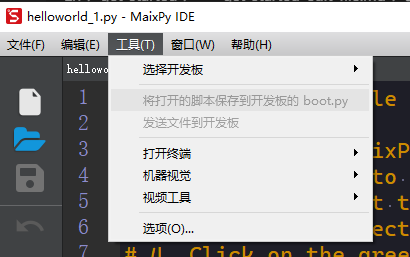 helloworld_1.py - MaixPy IDE
文件(F) 编辑(E) 工具(T) 窗口(W) 帮助(H)
hellowo
选择开发板
将打开的脚本保存到开发板的 boot.py
发送文件到开发板
打开终端
机器视觉
视频工具
选项(O)...
1 le
2
3 ixP
4 to
5 t t
6 ect
7 # 4. Click on the gree